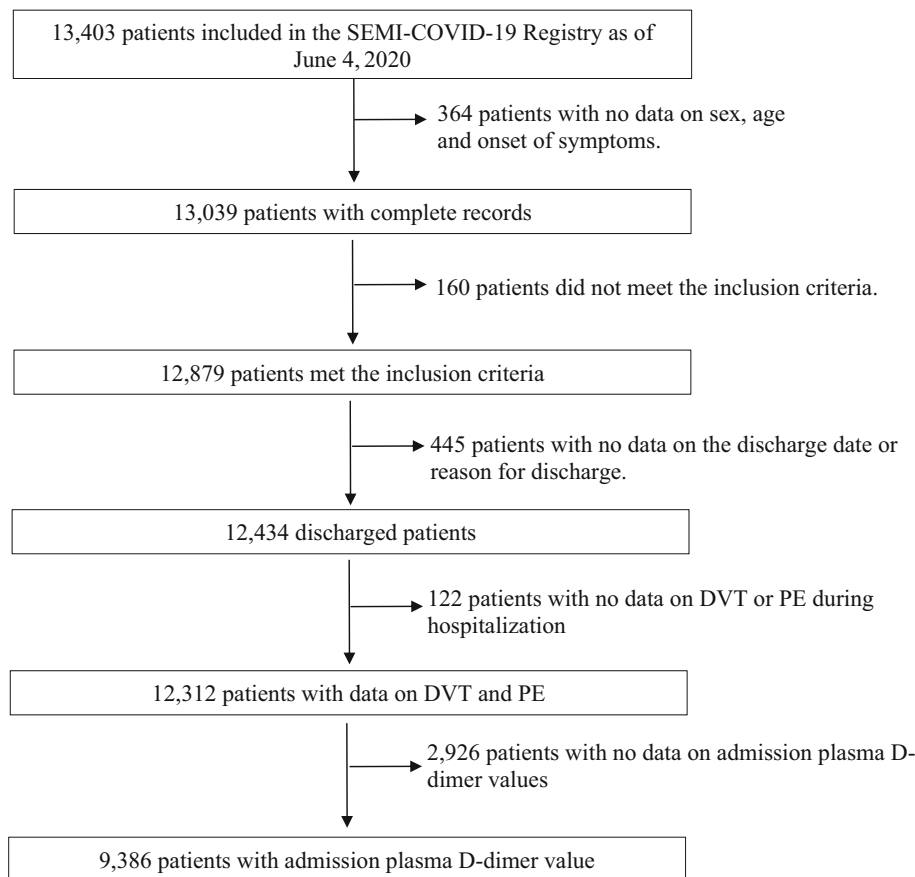 13,403 patients included in the SEMI-COVID-19 Registry as of
June 4, 2020
364 patients with no data on sex, age
and onset of symptoms.
13,039 patients with complete records
160 patients did not meet the inclusion criteria.
12,879 patients met the inclusion criteria
445 patients with no data on the discharge date or
reason for discharge.
12,434 discharged patients
122 patients with no data on DVT or PE during
hospitalization
12,312 patients with data on DVT and PE
2,926 patients with no data on admission plasma D-
dimer values
9,386 patients with admission plasma D-dimer value